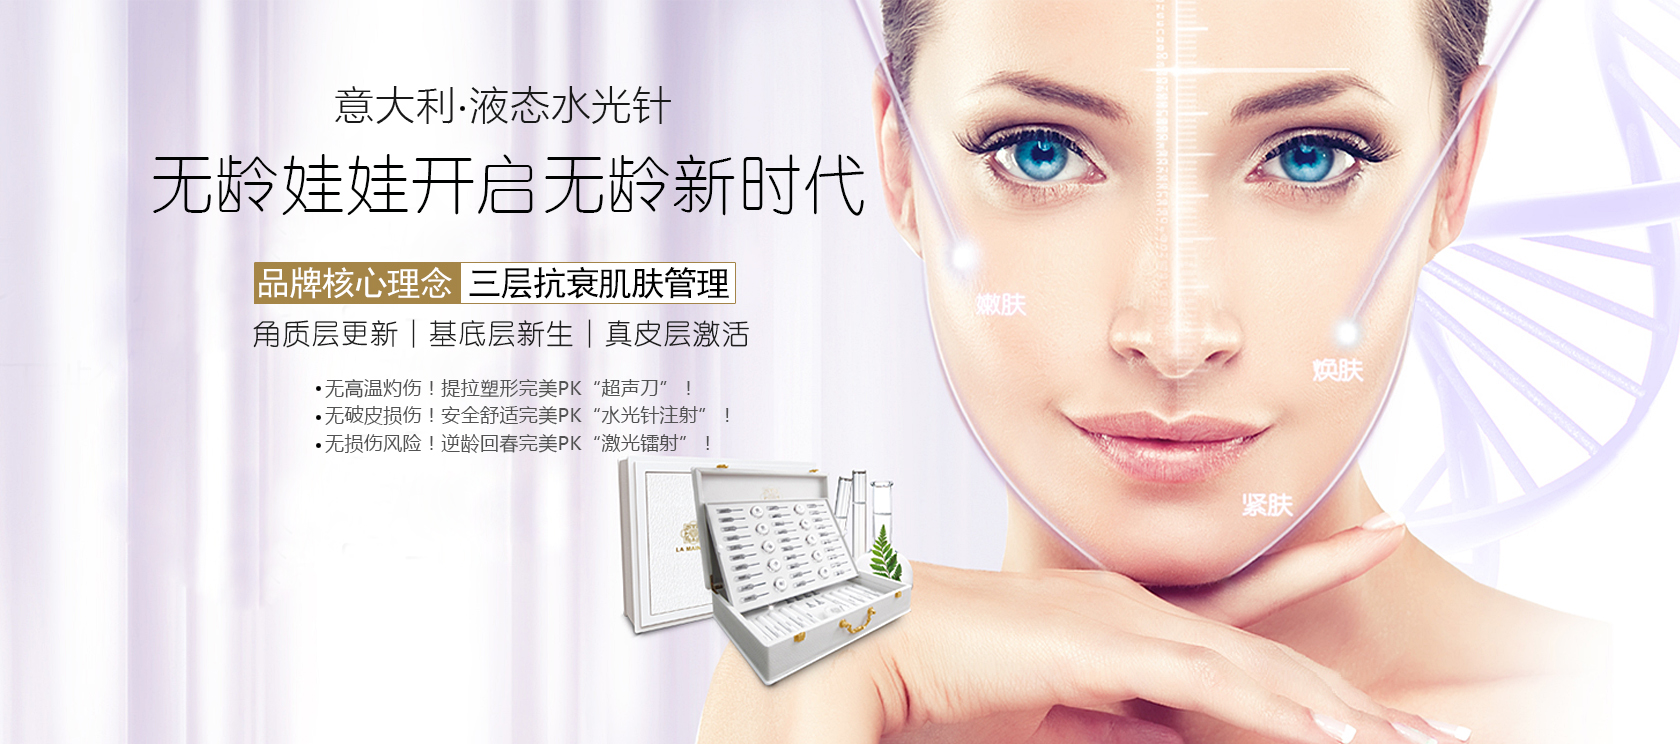 意大利·液态水光针
无龄娃娃开启无龄新时代
品牌核心理念 三层抗衰肌肤管理
角质层更新｜基底层新生｜真皮层激活
•无高温灼伤！提拉塑形完美PK“超声刀”！
•无破皮损伤！安全舒适完美PK“水光针注射”！
•无损伤风险！逆龄回春完美PK“激光镭射”！
嫩肤
焕肤
紧肤
LA